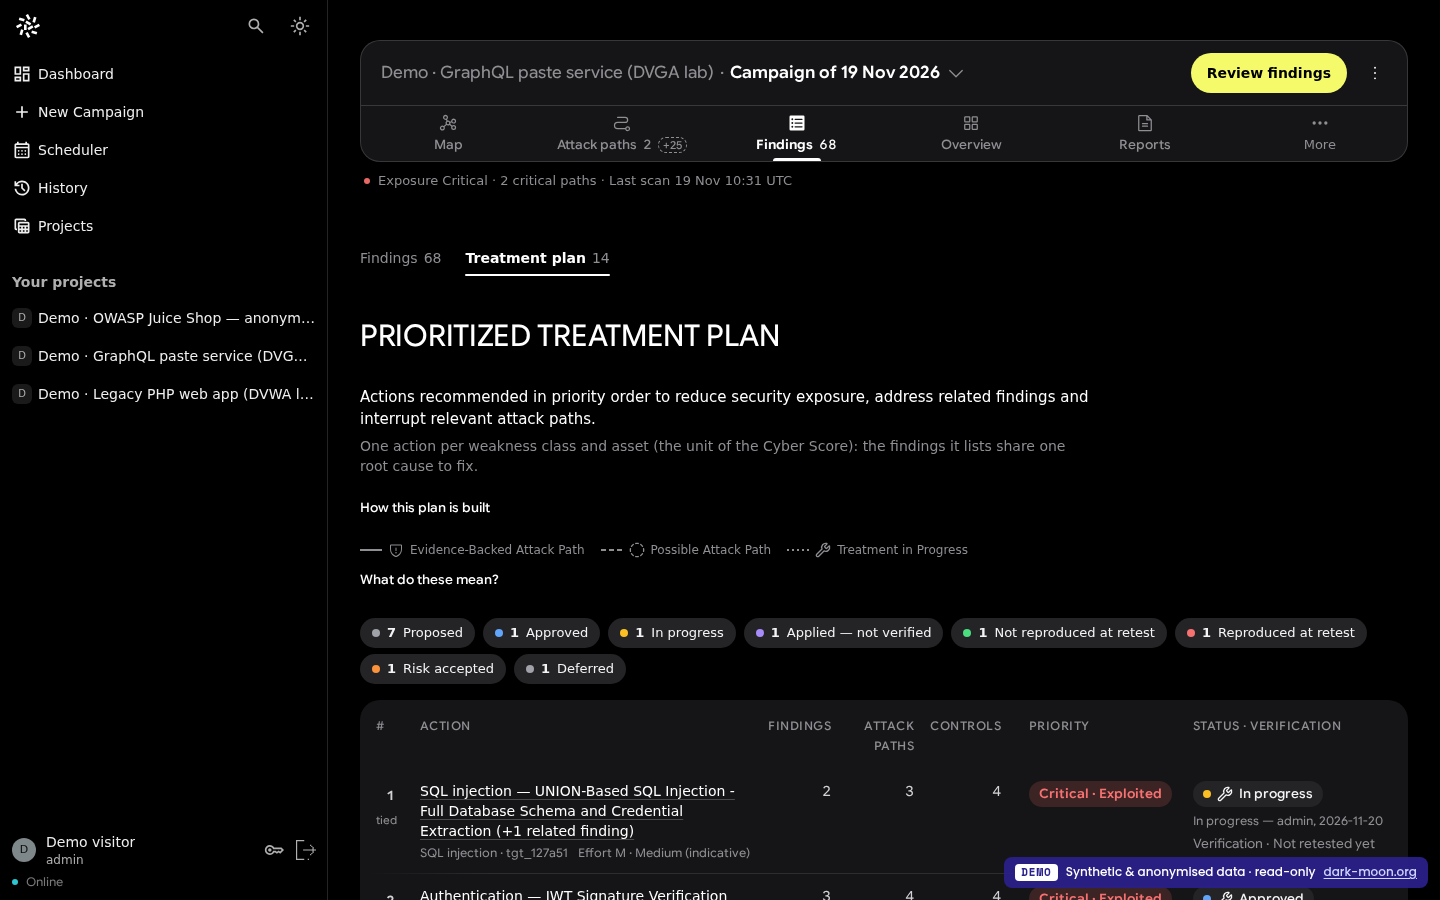 Dashboard
New Campaign
Scheduler
History
Projects
Your projects
D Demo · OWASP Juice Shop — anonym...
D Demo · GraphQL paste service (DVG...
D Demo · Legacy PHP web app (DVWA l...
D Demo visitor
admin
Online
Demo · GraphQL paste service (DVGA lab) · Campaign of 19 Nov 2026
Review findings
Map
Attack paths 2 +25
Findings 68
Overview
Reports
More
Exposure Critical · 2 critical paths · Last scan 19 Nov 10:31 UTC
Findings 68 Treatment plan 14
PRIORITIZED TREATMENT PLAN
Actions recommended in priority order to reduce security exposure, address related findings and
interrupt relevant attack paths.
One action per weakness class and asset (the unit of the Cyber Score): the findings it lists share one
root cause to fix.
How this plan is built
Evidence-Backed Attack Path Possible Attack Path Treatment in Progress
What do these mean?
7 Proposed 1 Approved 1 In progress 1 Applied — not verified 1 Not reproduced at retest 1 Reproduced at retest
1 Risk accepted 1 Deferred
# ACTION FINDINGS ATTACK PATHS CONTROLS PRIORITY STATUS · VERIFICATION
1 tied
SQL injection — UNION-Based SQL Injection -
Full Database Schema and Credential
Extraction (+1 related finding)
SQL injection · tgt_127a51 Effort M · Medium (indicative)
2 3 4 Critical · Exploited In progress
In progress — admin, 2026-11-20
Verification · Not retested yet
2 Authentication — JWT Signature Verification 3 4 4 Critical · Exploited Approved
DEMO Synthetic & anonymised data · read-only dark-moon.org